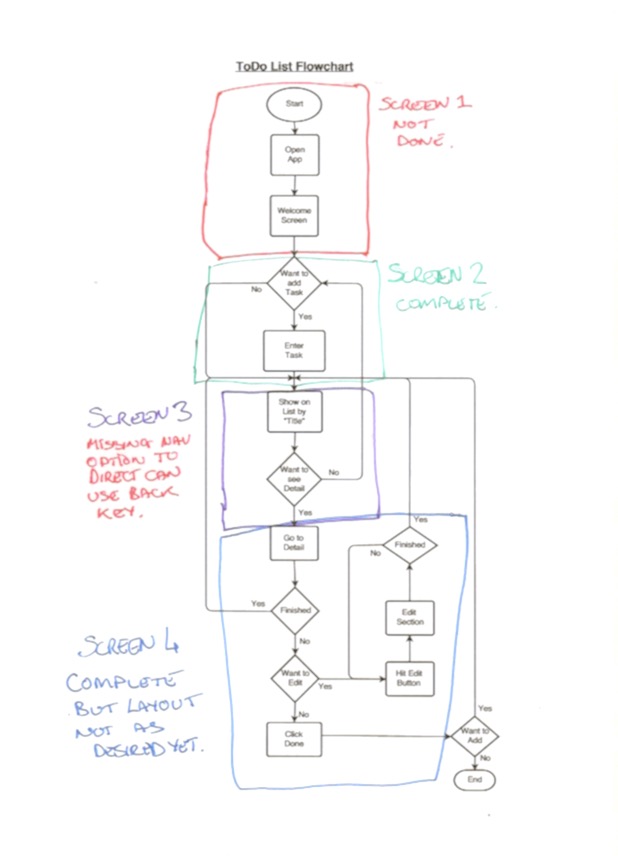 ToDo List Flowchart
Start
SCREEN 1
NOT
DONE.
Open
App
Welcome
Screen
Want to
add
Task
No
Yes
SCREEN 2
COMPLETE.
Enter
Task
Show on
List by
"Title"
SCREEN 3
MISSING NAV
OPTION TO
DIRECT CAN
USE BACK
KEY.
Want to
see
Detail
No
Yes
Go to
Detail
Yes
Finished
No
Yes
Finished
No
Edit
Section
Want to
Edit
Yes
Hit Edit
Button
No
SCREEN 4
COMPLETE
BUT LAYOUT
NOT AS
DESIRED YET.
Click
Done
Yes
Want to
Add
No
End